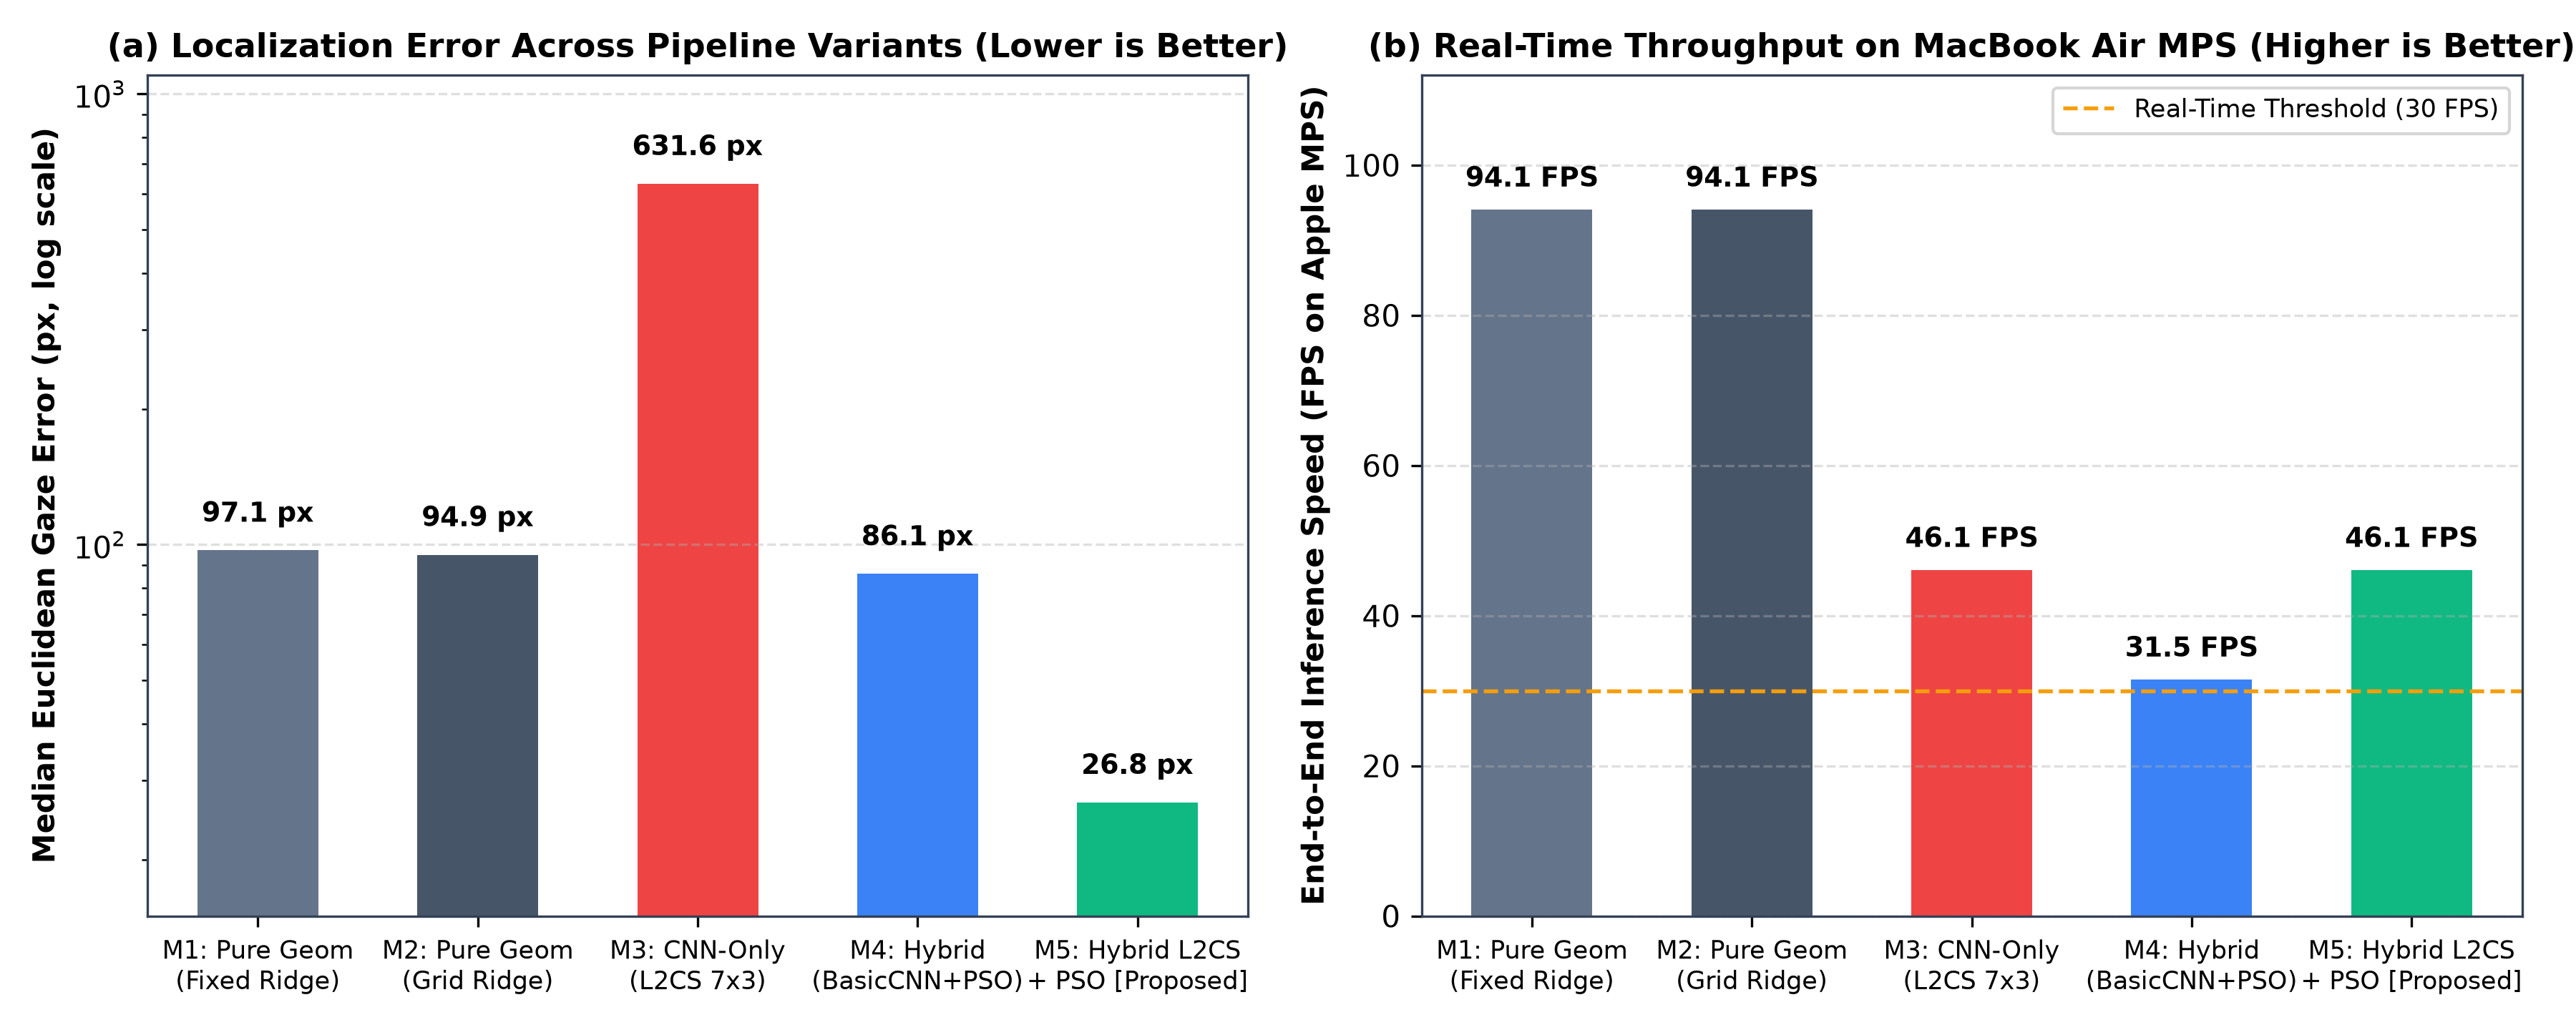 (a) Localization Error Across Pipeline Variants (Lower is Better)
Median Euclidean Gaze Error (px, log scale)
10³
10²
97.1 px
94.9 px
631.6 px
86.1 px
26.8 px
M1: Pure Geom
(Fixed Ridge)
M2: Pure Geom
(Grid Ridge)
M3: CNN-Only
(L2CS 7x3)
M4: Hybrid
(BasicCNN+PSO)
M5: Hybrid L2CS
+ PSO [Proposed]
(b) Real-Time Throughput on MacBook Air MPS (Higher is Better)
End-to-End Inference Speed (FPS on Apple MPS)
Real-Time Threshold (30 FPS)
100
80
60
40
20
0
94.1 FPS
94.1 FPS
46.1 FPS
31.5 FPS
46.1 FPS
M1: Pure Geom
(Fixed Ridge)
M2: Pure Geom
(Grid Ridge)
M3: CNN-Only
(L2CS 7x3)
M4: Hybrid
(BasicCNN+PSO)
M5: Hybrid L2CS
+ PSO [Proposed]